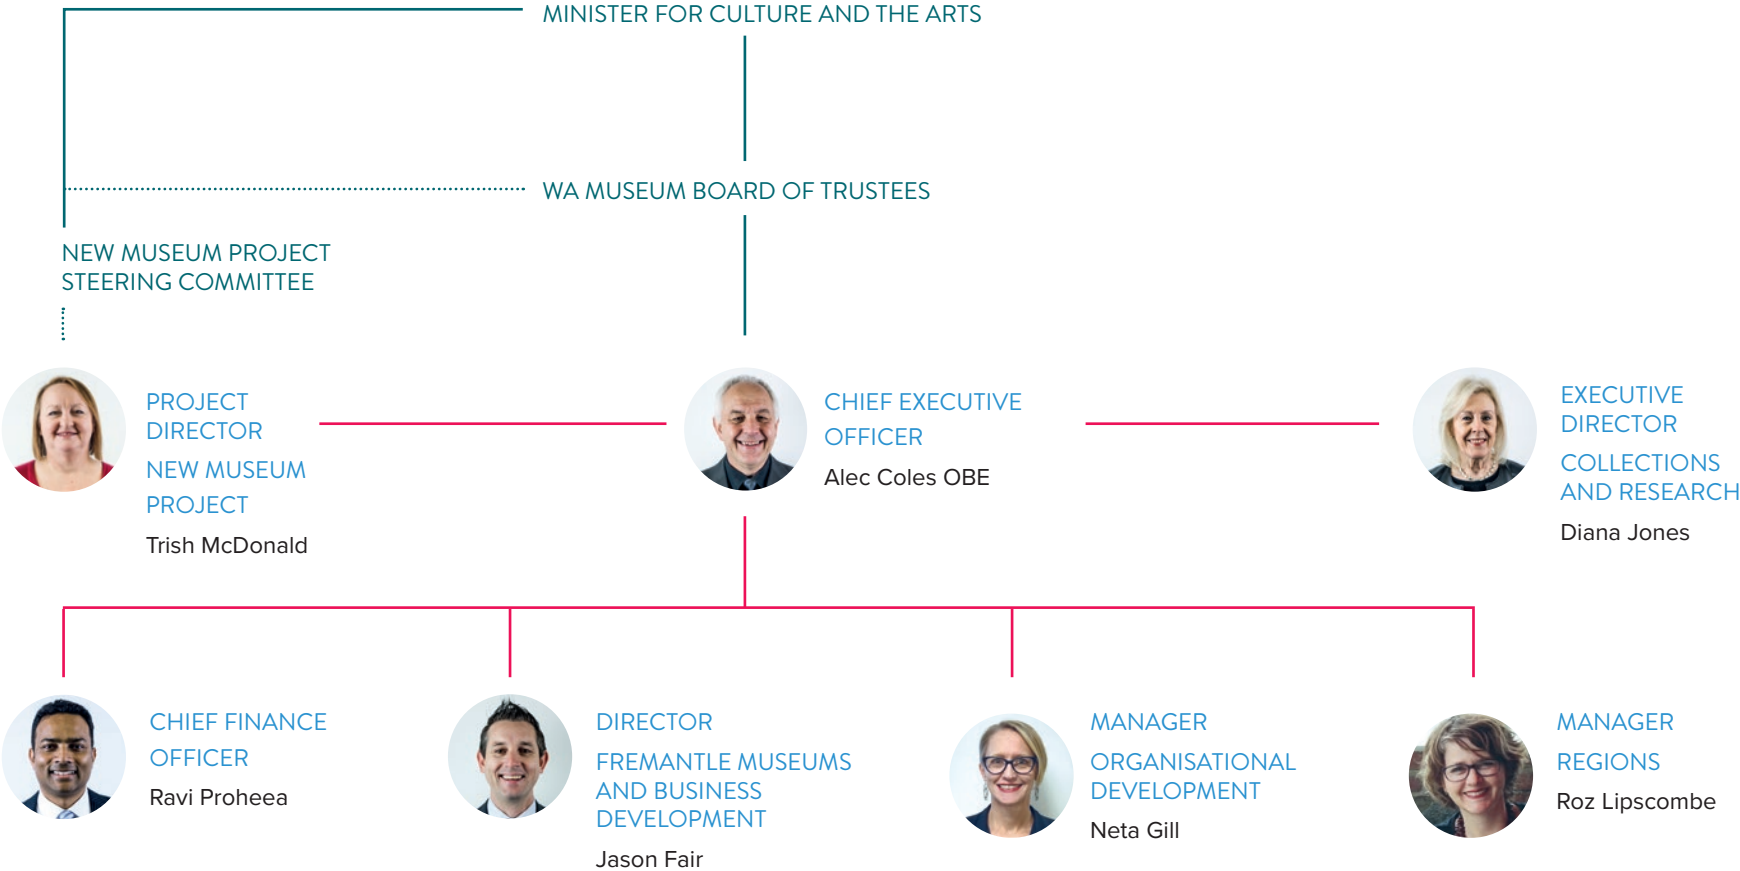 MINISTER FOR CULTURE AND THE ARTS
WA MUSEUM BOARD OF TRUSTEES
NEW MUSEUM PROJECT
STEERING COMMITTEE
PROJECT
DIRECTOR
NEW MUSEUM
PROJECT
Trish McDonald
CHIEF EXECUTIVE
OFFICER
Alec Coles OBE
EXECUTIVE
DIRECTOR
COLLECTIONS
AND RESEARCH
Diana Jones
CHIEF FINANCE
OFFICER
Ravi Proheea
DIRECTOR
FREMANTLE MUSEUMS
AND BUSINESS
DEVELOPMENT
Jason Fair
MANAGER
ORGANISATIONAL
DEVELOPMENT
Neta Gill
MANAGER
REGIONS
Roz Lipscombe